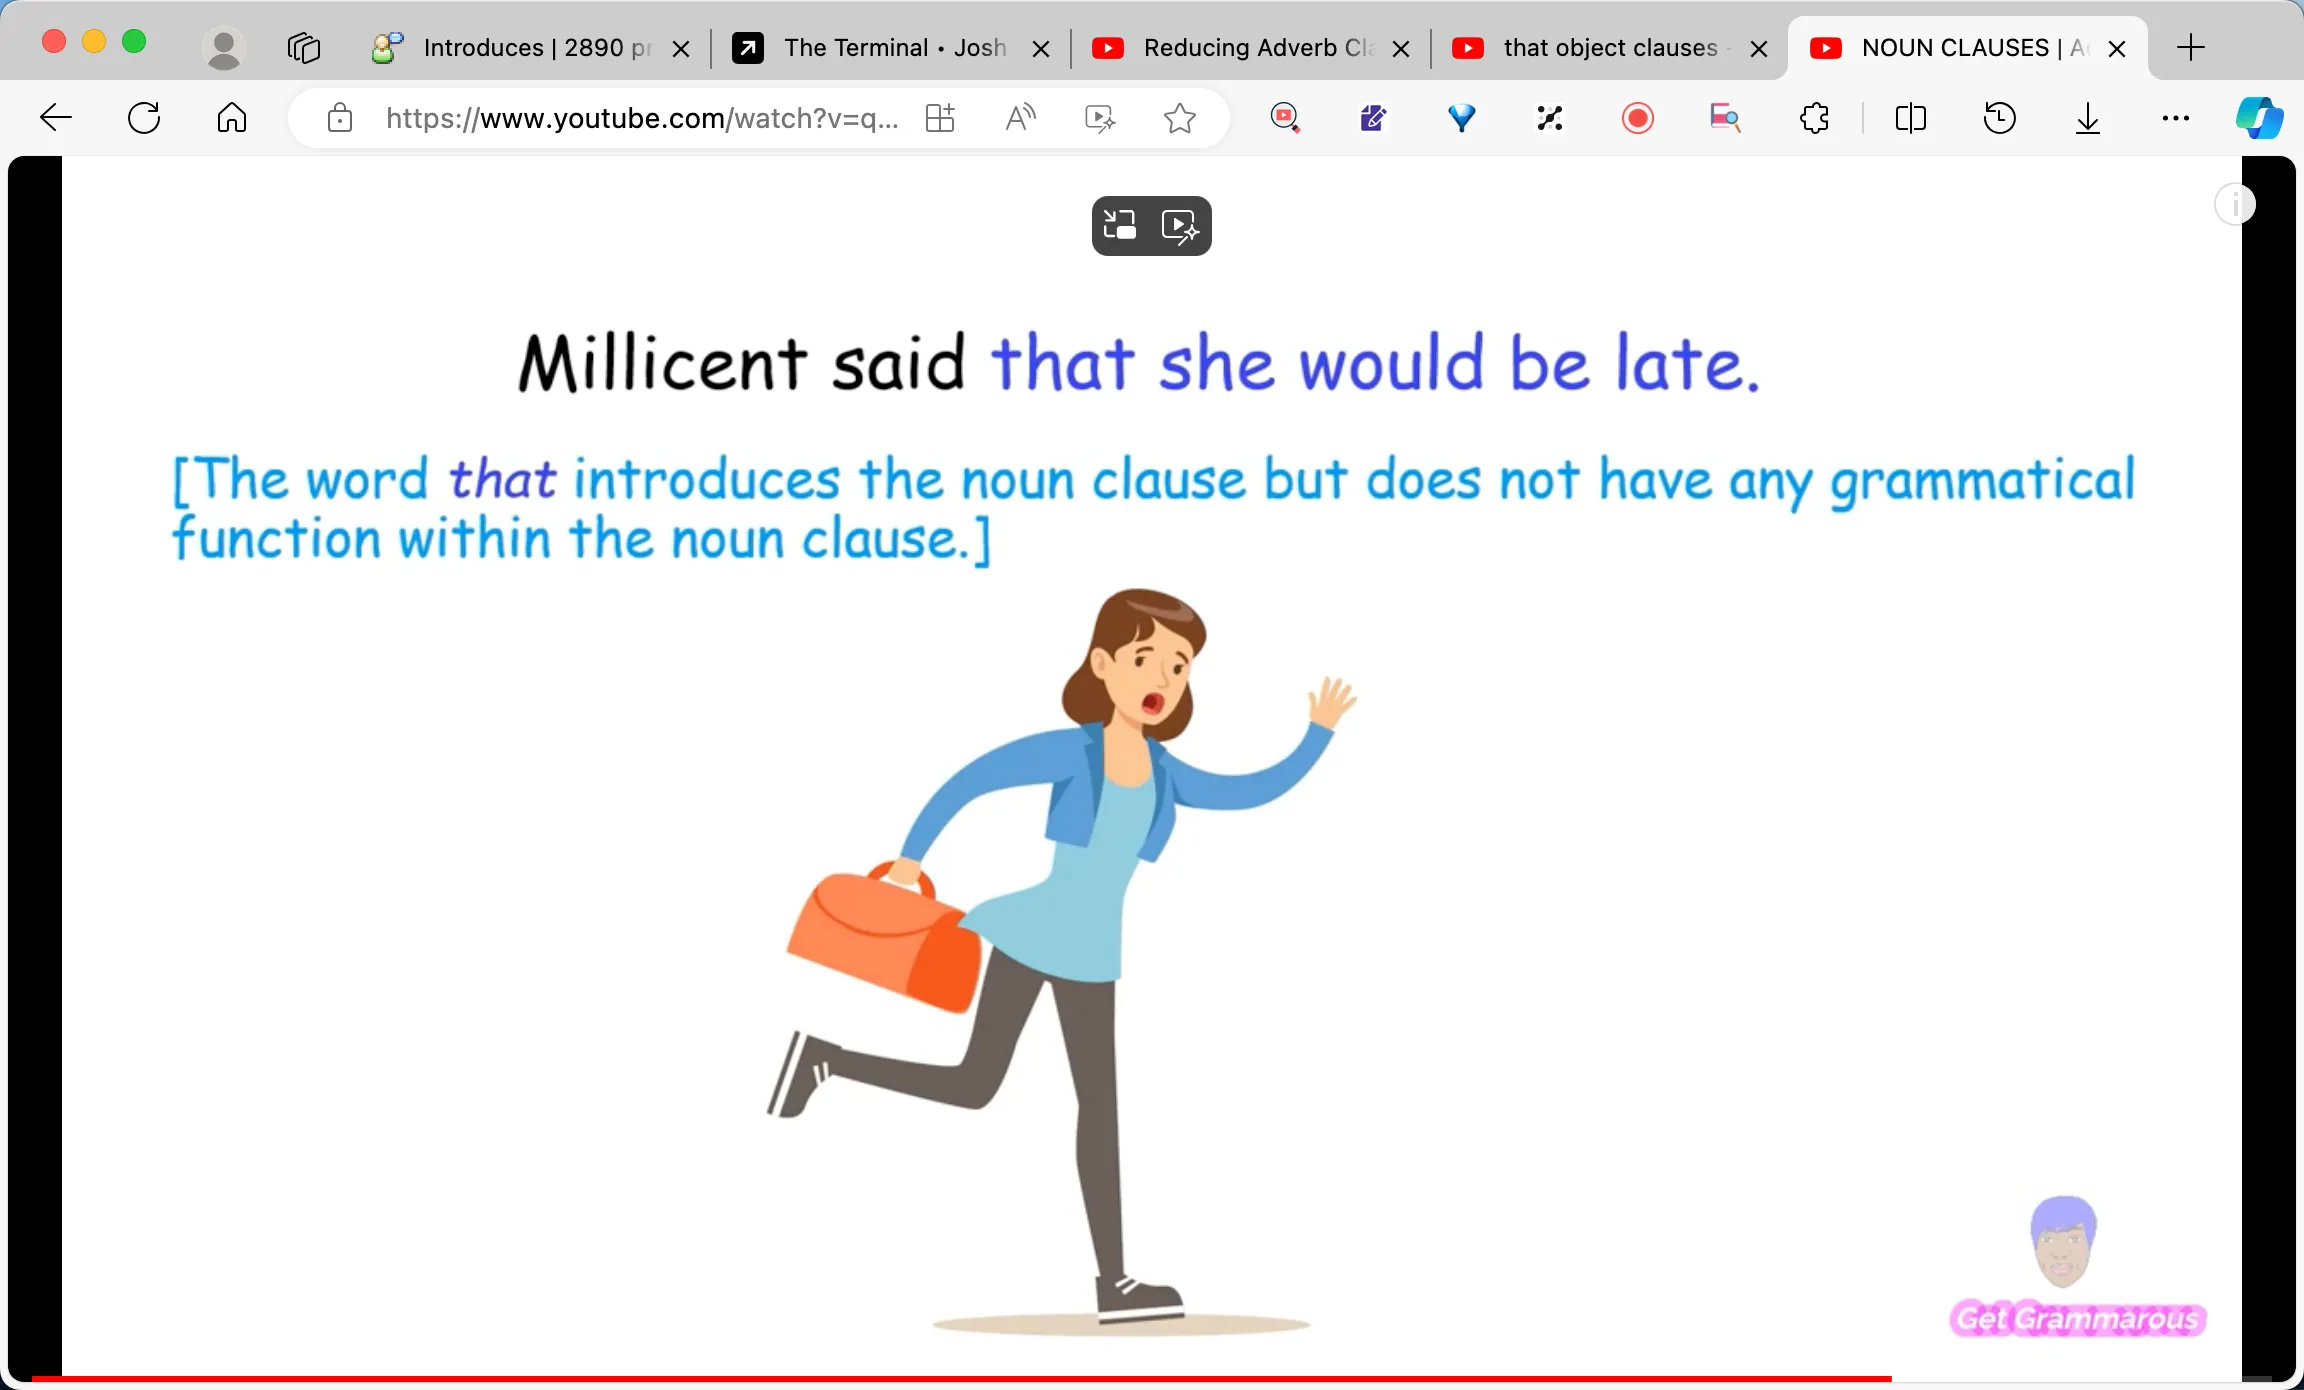 Introduces | 2890 pr
The Terminal • Josh
Reducing Adverb Cla
that object clauses -
NOUN CLAUSES | Ad
https://www.youtube.com/watch?v=q...
Millicent said that she would be late.
[The word that introduces the noun clause but does not have any grammatical
function within the noun clause.]
Get Grammarous